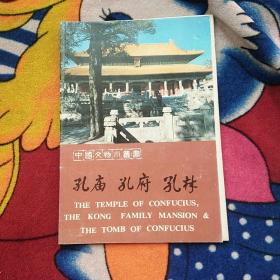 中國文物小叢書
孔庙 孔府 孔林
THE TEMPLE OF CONFUCIUS,
THE KONG FAMILY MANSION &
THE TOMB OF CONFUCIUS